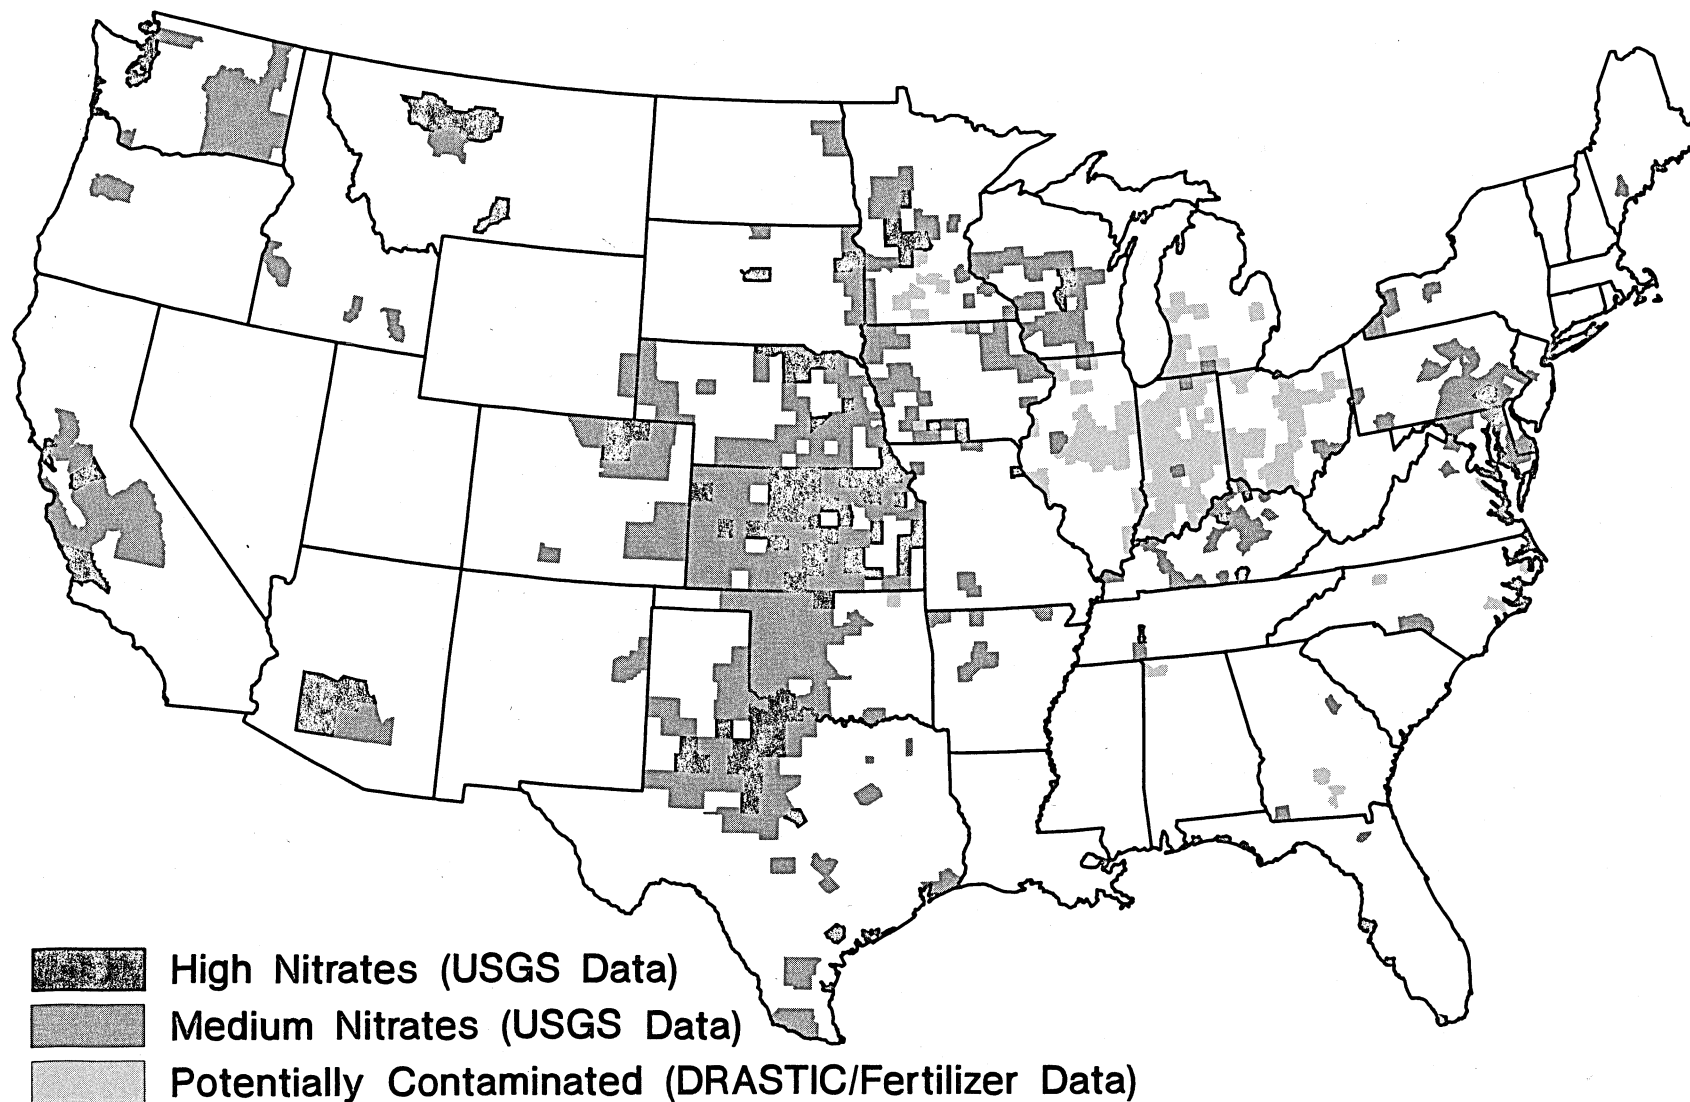 High Nitrates (USGS Data)
Medium Nitrates (USGS Data)
Potentially Contaminated (DRASTIC/Fertilizer Data)